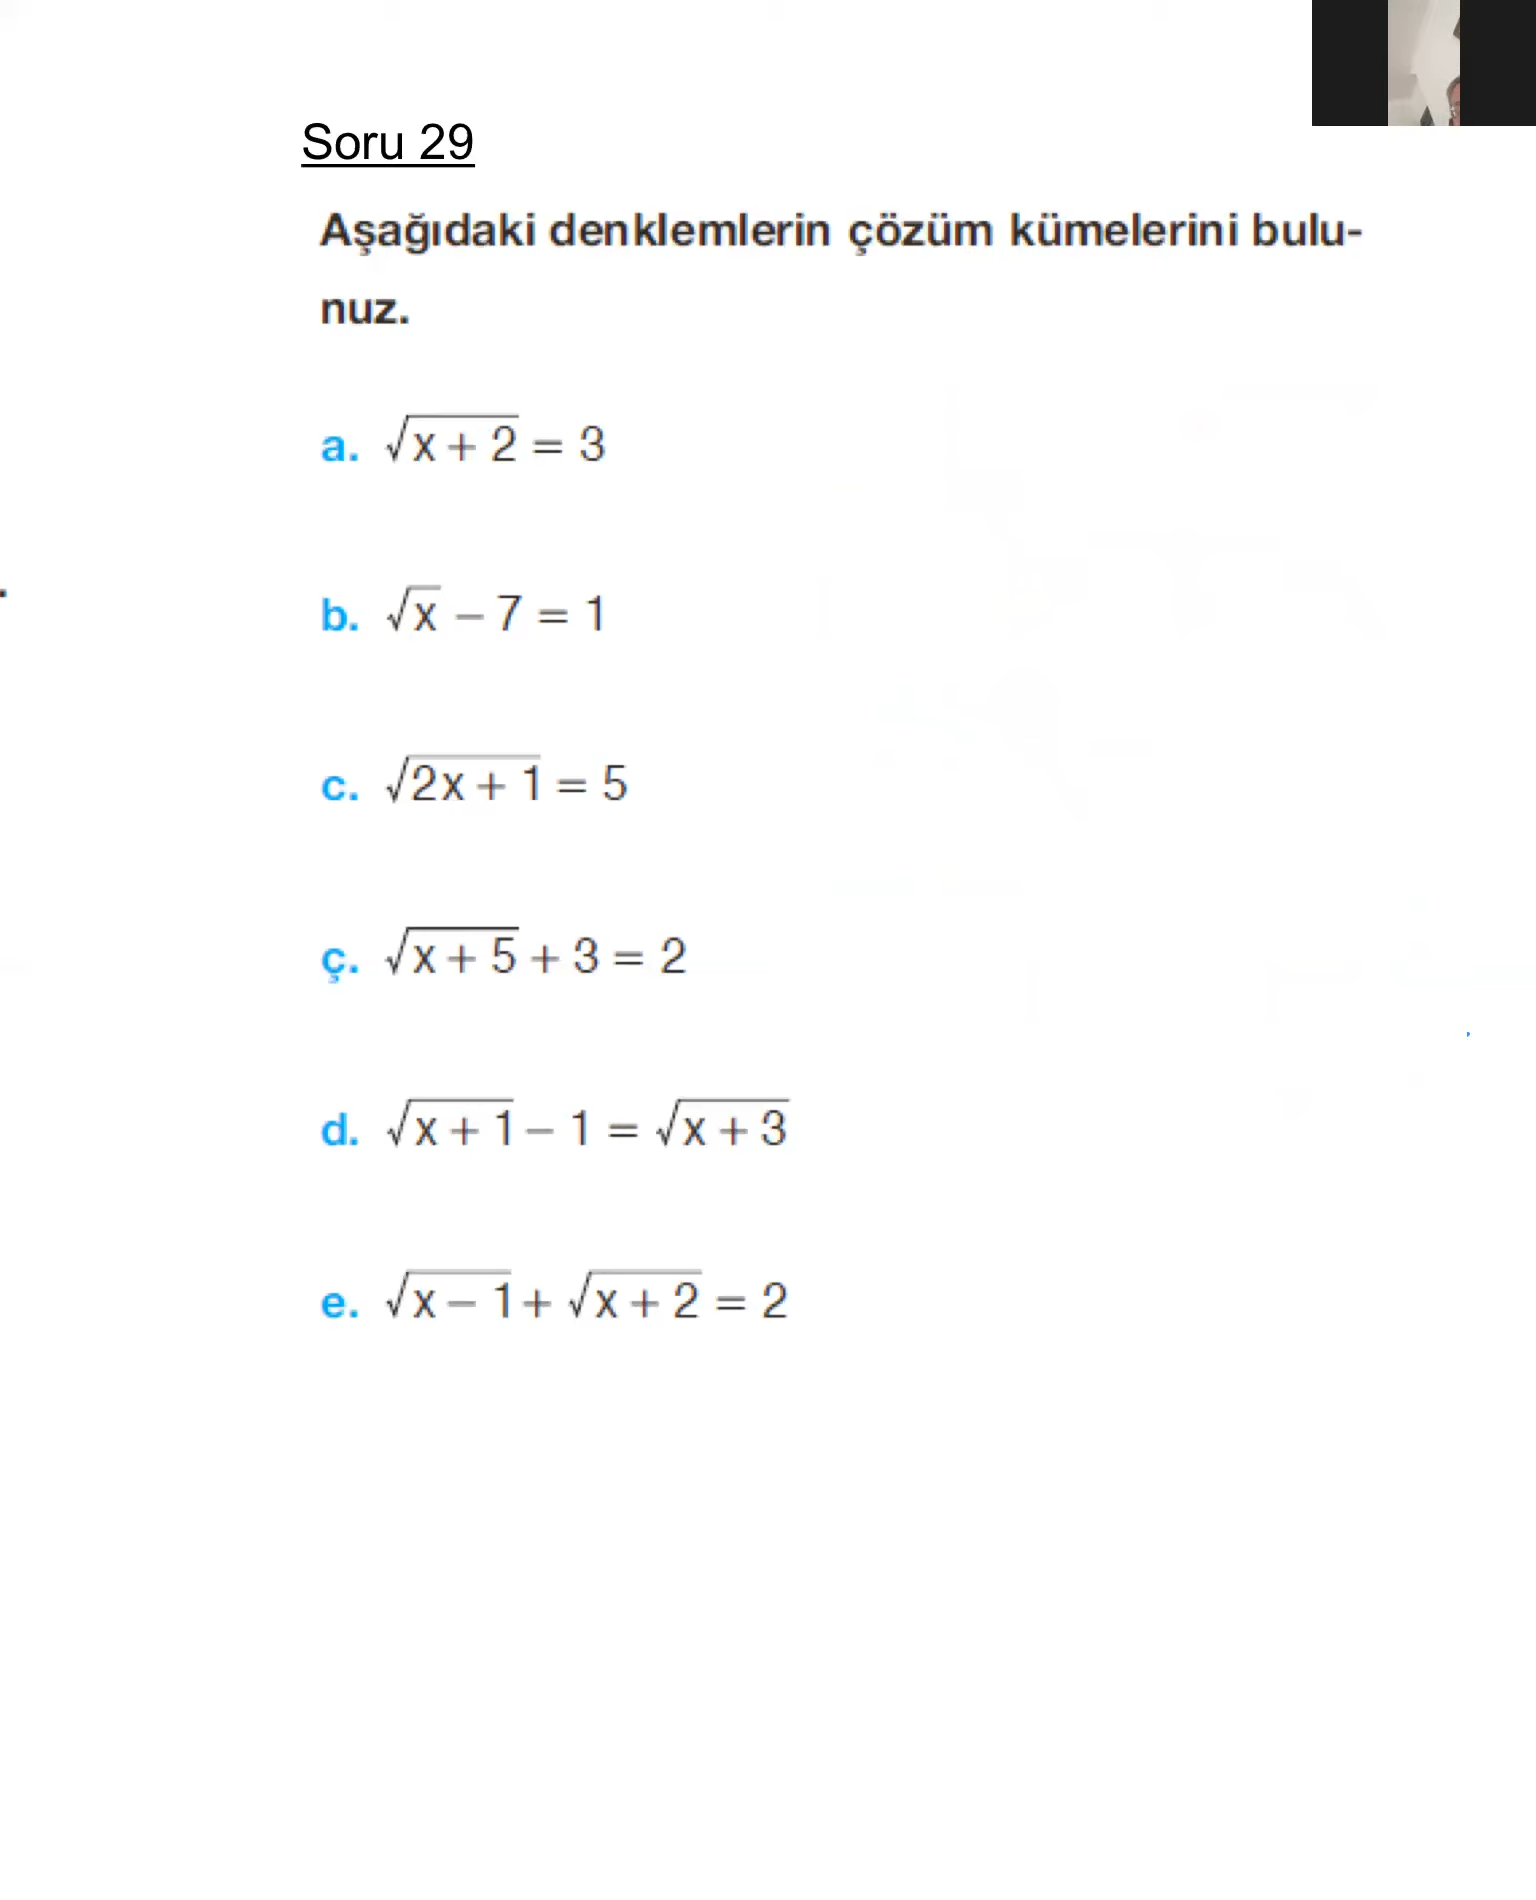 Soru 29
Aşağıdaki denklemlerin çözüm kümelerini bulu-
nuz.
a. √(x + 2) = 3
b. √x − 7 = 1
c. √(2x + 1) = 5
ç. √(x + 5) + 3 = 2
d. √(x + 1) − 1 = √(x + 3)
e. √(x − 1) + √(x + 2) = 2